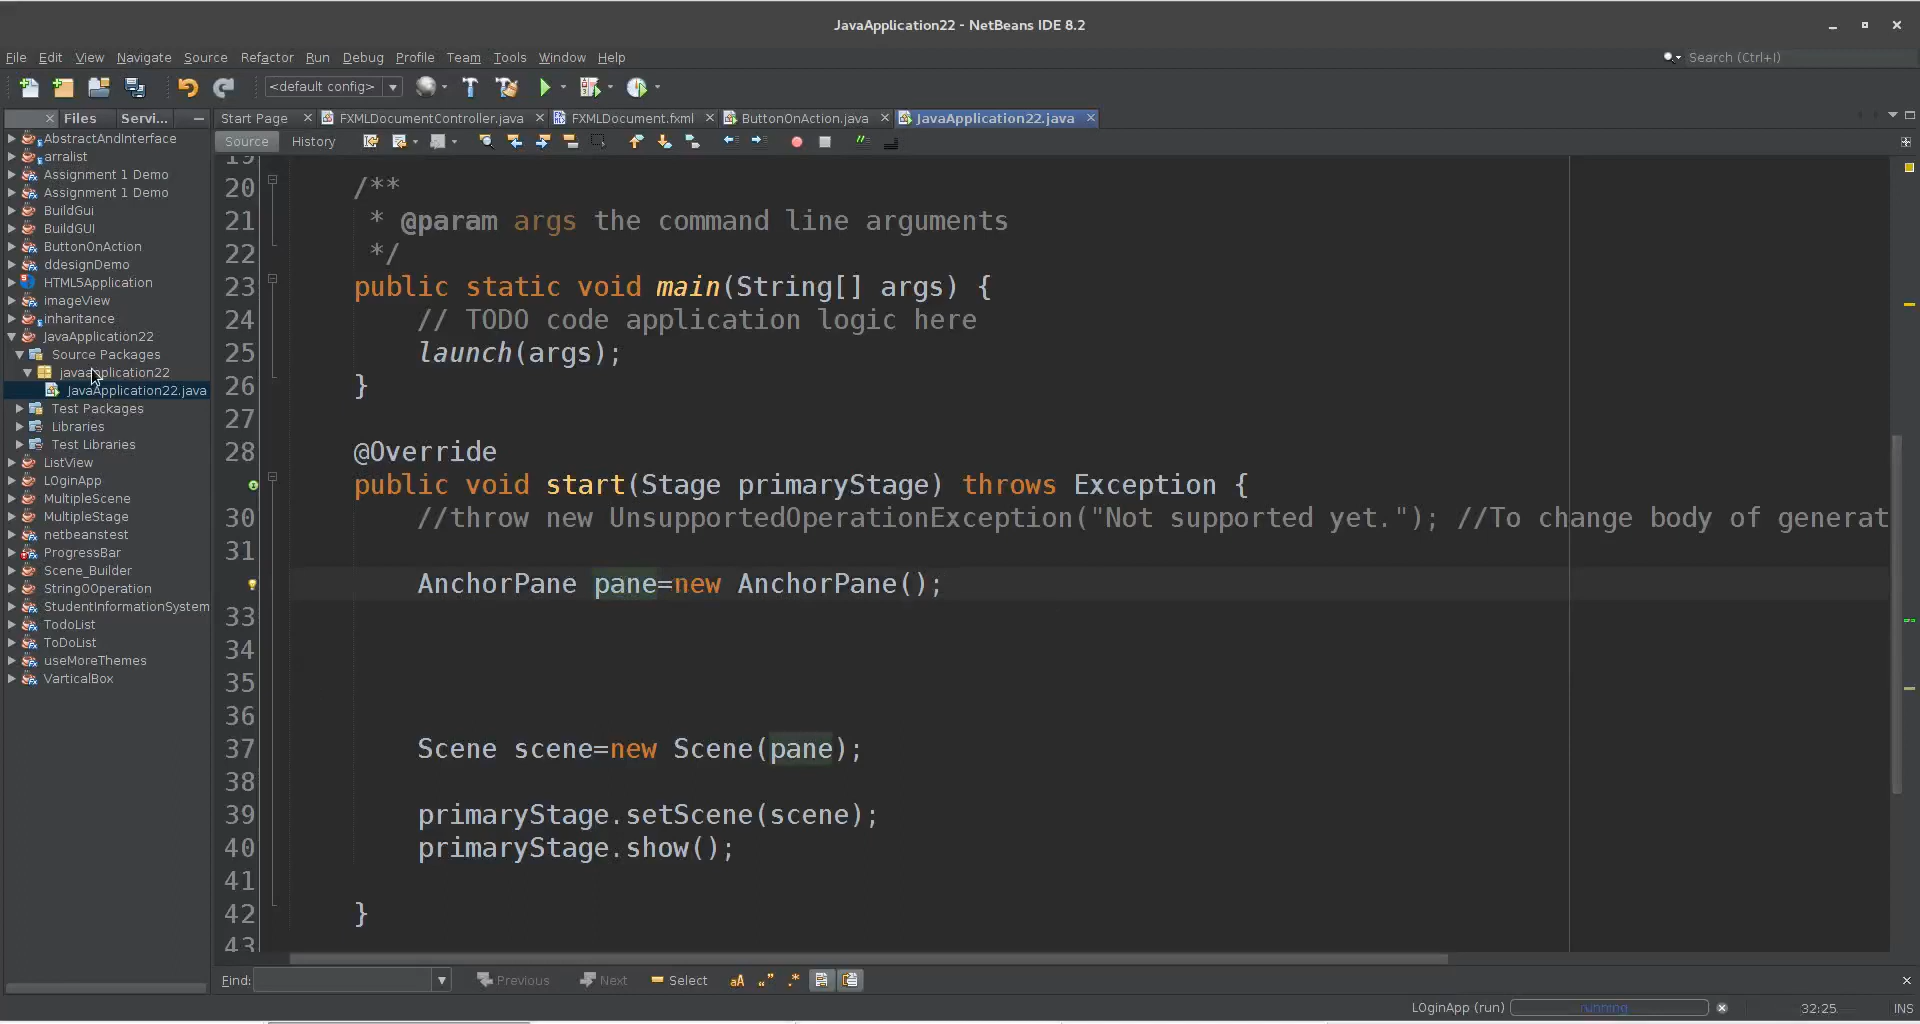 JavaApplication22 - NetBeans IDE 8.2
File Edit View Navigate Source Refactor Run Debug Profile Team Tools Window Help
Search (Ctrl+I)
<default config>
Files Servi...
Start Page FXMLDocumentController.java FXMLDocument.fxml ButtonOnAction.java JavaApplication22.java
Source History
AbstractAndInterface
arralist
Assignment 1 Demo
Assignment 1 Demo
BuildGui
BuildGUI
ButtonOnAction
ddesignDemo
HTML5Application
imageView
inheritance
JavaApplication22
Source Packages
javaapplication22
JavaApplication22.java
Test Packages
Libraries
Test Libraries
ListView
LOginApp
MultipleScene
MultipleStage
netbeanstest
ProgressBar
Scene_Builder
StringOOperation
StudentInformationSystem
TodoList
ToDoList
useMoreThemes
VarticalBox
19
20 /**
21 * @param args the command line arguments
22 */
23 public static void main(String[] args) {
24 // TODO code application logic here
25 launch(args);
26 }
27
28 @Override
public void start(Stage primaryStage) throws Exception {
30 //throw new UnsupportedOperationException("Not supported yet."); //To change body of generat
31
AnchorPane pane=new AnchorPane();
33
34
35
36
37 Scene scene=new Scene(pane);
38
39 primaryStage.setScene(scene);
40 primaryStage.show();
41
42 }
43
Find: Previous Next Select aA
LOginApp (run) running 32:25 INS